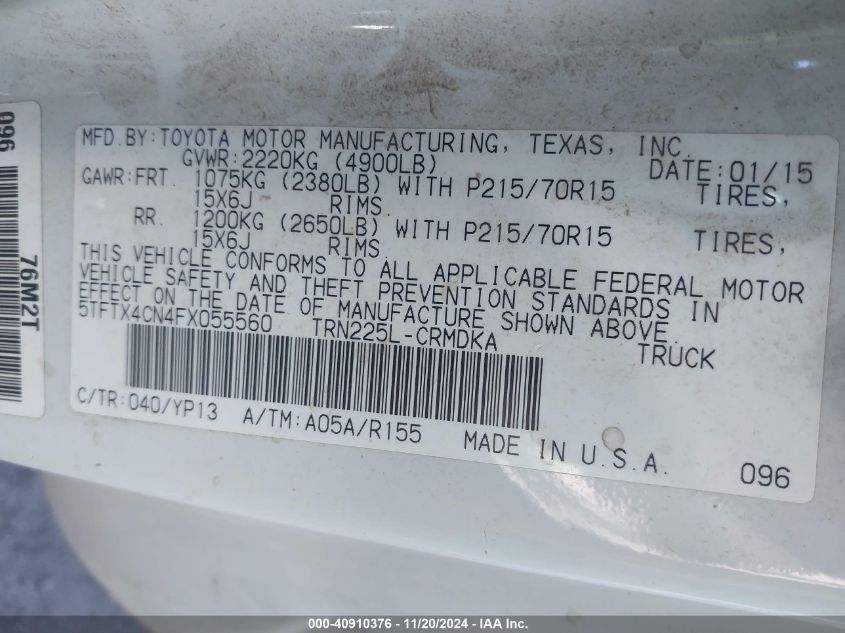 MFD. BY: TOYOTA MOTOR MANUFACTURING, TEXAS, INC.
GVWR: 2220KG (4900LB) DATE: 01/15
GAWR: FRT. 1075KG (2380LB) WITH P215/70R15 TIRES,
15X6J RIMS.
RR. 1200KG (2650LB) WITH P215/70R15 TIRES,
15X6J RIMS.
THIS VEHICLE CONFORMS TO ALL APPLICABLE FEDERAL MOTOR
VEHICLE SAFETY AND THEFT PREVENTION STANDARDS IN
EFFECT ON THE DATE OF MANUFACTURE SHOWN ABOVE.
5TFTX4CN4FX055560 TRN225L-CRMDKA TRUCK
C/TR: 040/YP13 A/TM: A05A/R155 MADE IN U.S.A. 096
096
76M2T
000-40910376 - 11/20/2024 - IAA Inc.